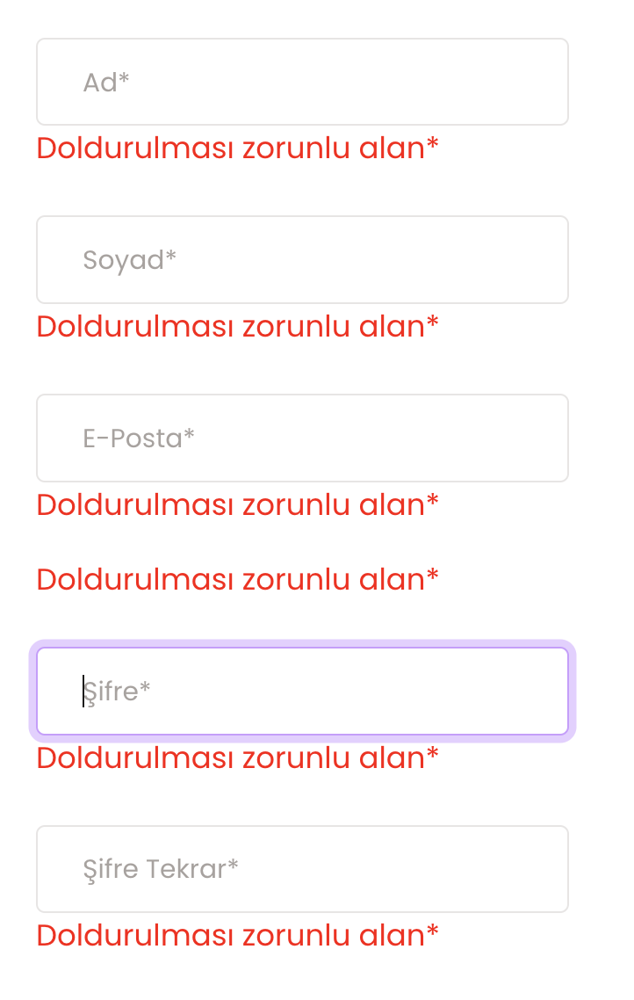 Ad*
Doldurulması zorunlu alan*
Soyad*
Doldurulması zorunlu alan*
E-Posta*
Doldurulması zorunlu alan*
Doldurulması zorunlu alan*
Şifre*
Doldurulması zorunlu alan*
Şifre Tekrar*
Doldurulması zorunlu alan*